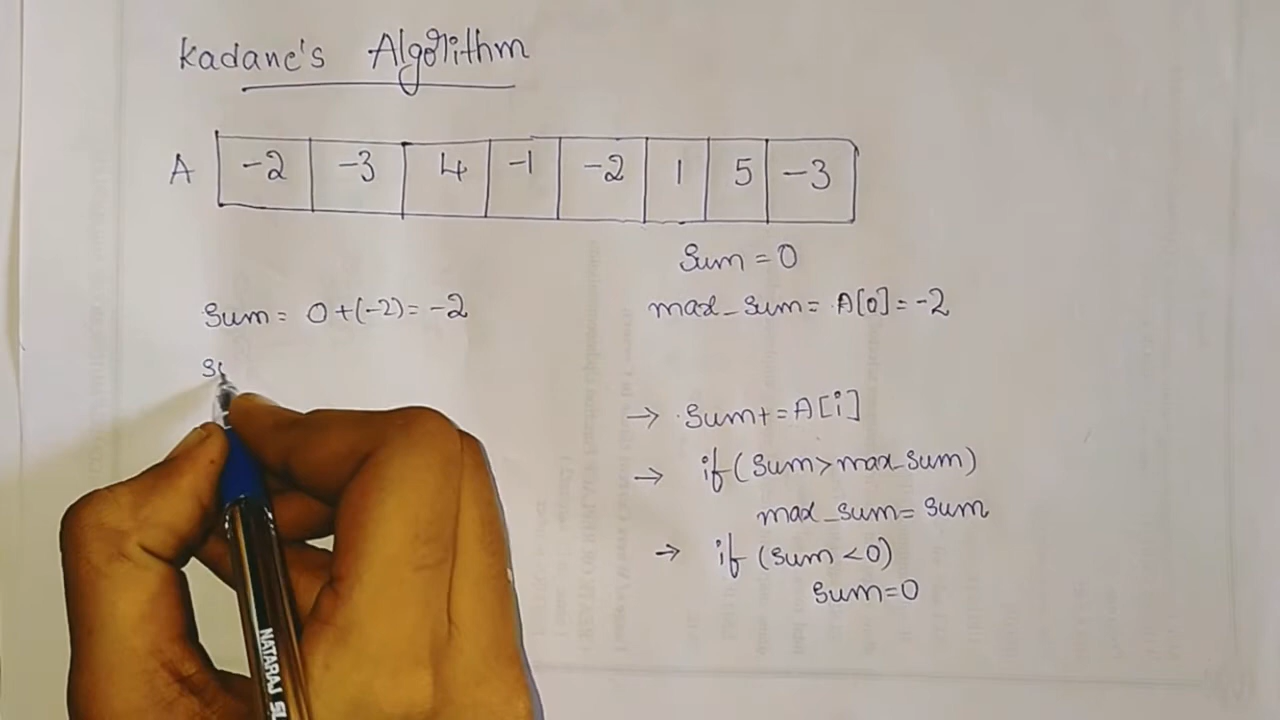 Kadane's Algorithm
A -2 -3 4 -1 -2 1 5 -3
Sum = 0
Sum = 0+(-2)= -2
max_sum= A[0]= -2
su
→ Sum+=A[i]
→ if(Sum>max_sum)
max_sum= sum
→ if (Sum <0)
Sum=0
NATARAJ